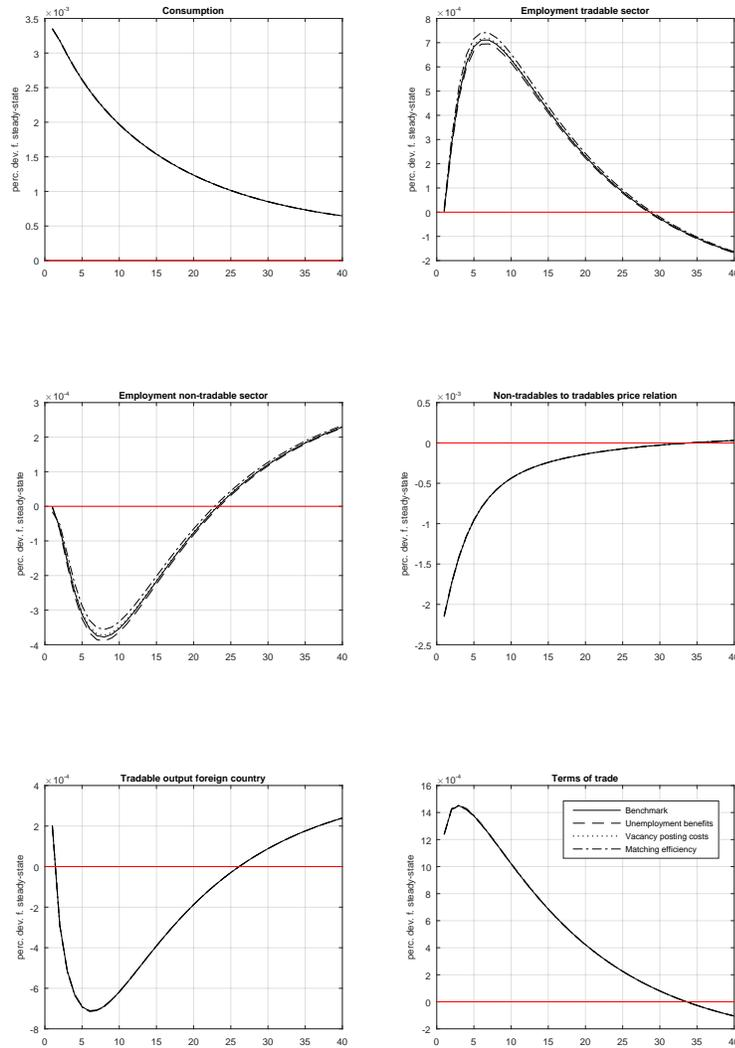 Consumption
×10⁻³
3.5
3
2.5
2
1.5
1
0.5
0
perc. dev. f. steady-state
0 5 10 15 20 25 30 35 40
Employment tradable sector
×10⁻⁴
8
7
6
5
4
3
2
1
0
-1
-2
perc. dev. f. steady-state
0 5 10 15 20 25 30 35
Employment non-tradable sector
×10⁻⁴
3
2
1
0
-1
-2
-3
-4
perc. dev. f. steady-state
0 5 10 15 20 25 30 35 40
Non-tradables to tradables price relation
×10⁻³
0.5
0
-0.5
-1
-1.5
-2
-2.5
perc. dev. f. steady-state
0 5 10 15 20 25 30 35
Tradable output foreign country
×10⁻⁴
4
2
0
-2
-4
-6
-8
perc. dev. f. steady-state
0 5 10 15 20 25 30 35 40
Terms of trade
×10⁻⁴
16
14
12
10
8
6
4
2
0
-2
perc. dev. f. steady-state
0 5 10 15 20 25 30 35
Benchmark
Unemployment benefits
Vacancy posting costs
Matching efficiency